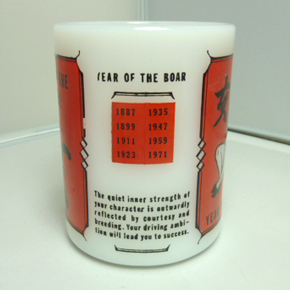 YEAR OF THE BOAR
1887 1935
1899 1947
1911 1959
1923 1971
The quiet inner strength of
your character is outwardly
reflected by courtesy and
breeding. Your driving ambi-
tion will lead you to success.